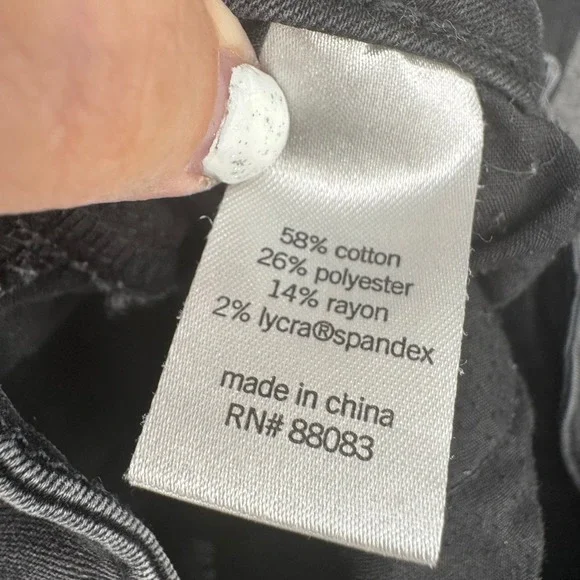 58% cotton
26% polyester
14% rayon
2% lycra®spandex
made in china
RN# 88083